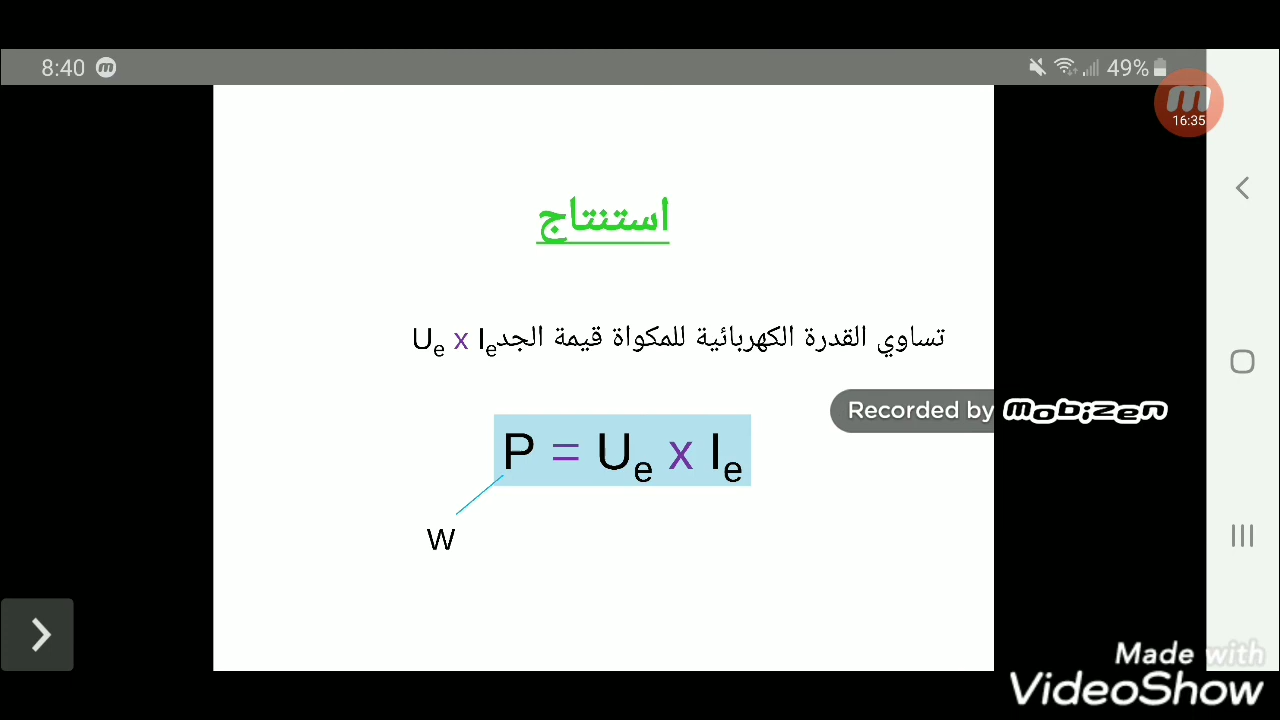 8:40
49%
16:35
استنتاج
تساوي القدرة الكهربائية للمكواة قيمة الجد Ue x Ie
Recorded by mobizen
P = Ue x Ie
W
Made with
VideoShow